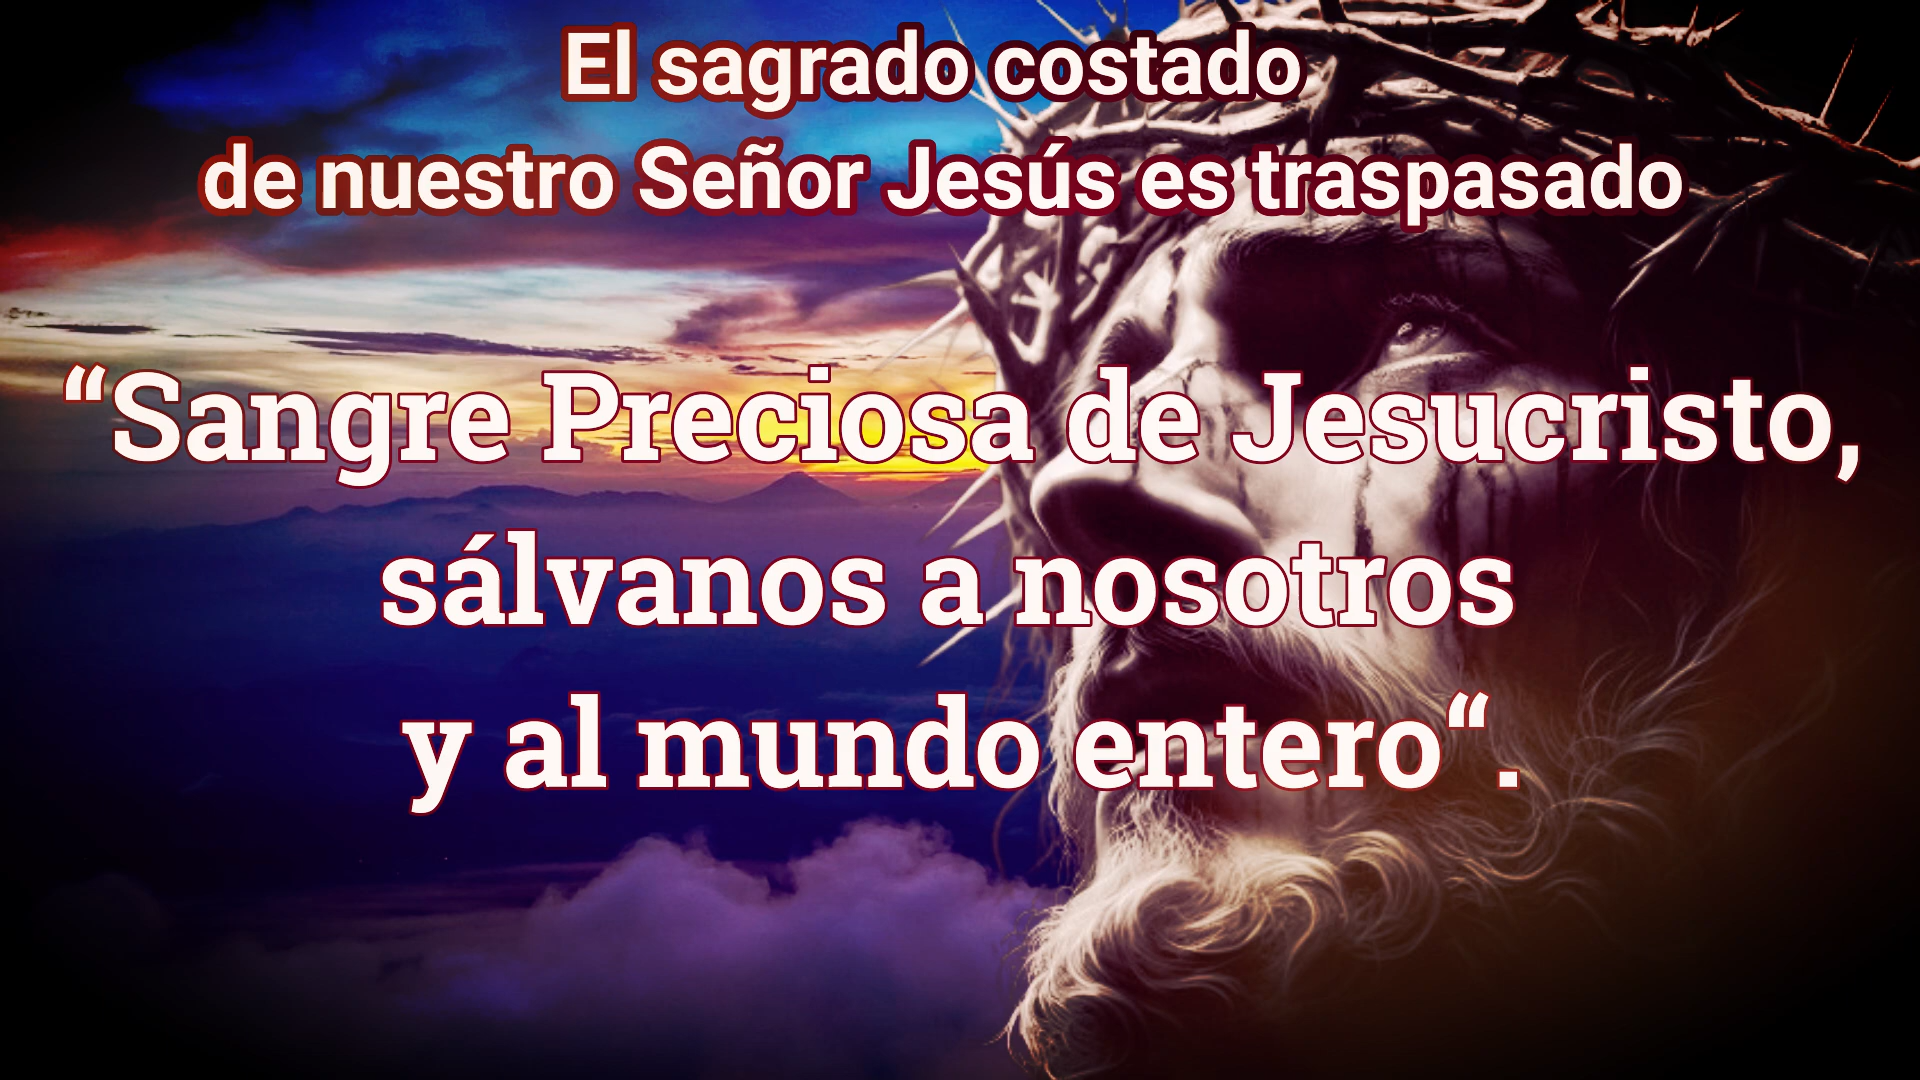 El sagrado costado
de nuestro Señor Jesús es traspasado
“Sangre Preciosa de Jesucristo,
sálvanos a nosotros
y al mundo entero“.